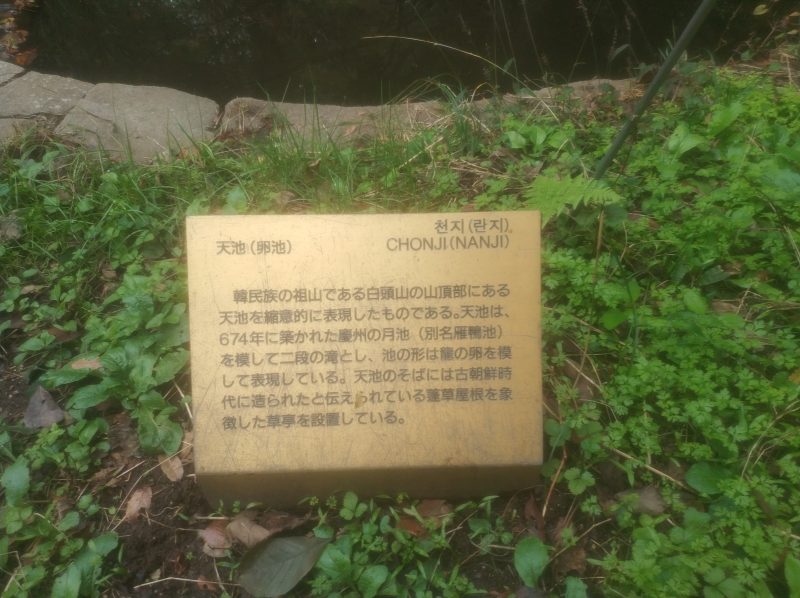 천지(란지)
天池(卵池) CHONJI(NANJI)
韓民族の祖山である白頭山の山頂部にある
天池を縮意的に表現したものである。天池は、
674年に築かれた慶州の月池（別名雁鴨池）
を模して二段の滝とし、池の形は龍の卵を模
して表現している。天池のそばには古朝鮮時
代に造られたと伝えられている蓬草屋根を象
徴した草亭を設置している。